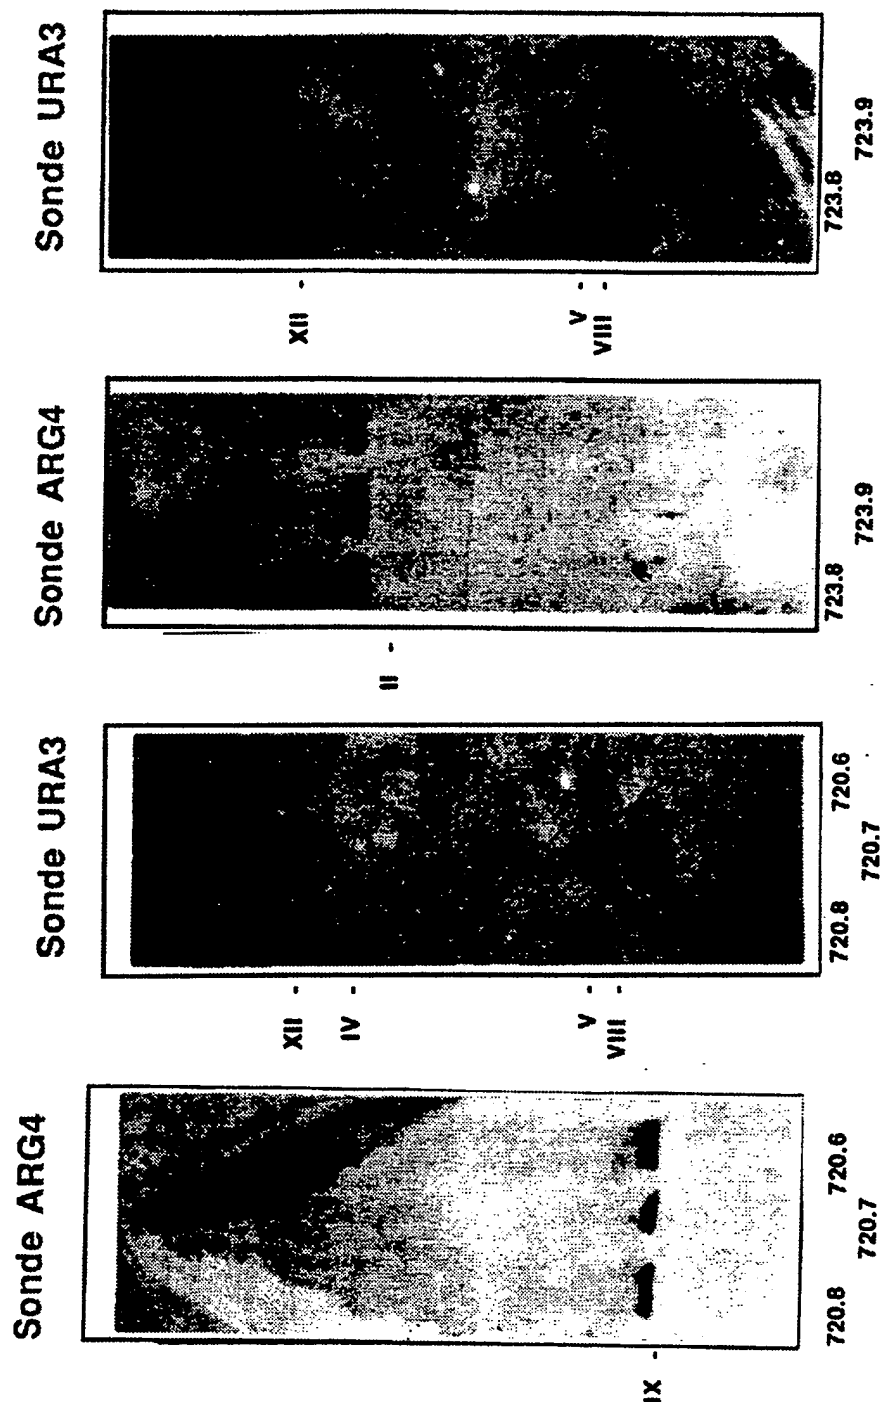 Sonde ARG4
IX -
720.8
720.7
720.6
Sonde URA3
XII -
IV -
V -
VIII -
720.8
720.7
720.6
Sonde ARG4
II -
723.8
723.9
Sonde URA3
XII -
V -
VIII -
723.8
723.9